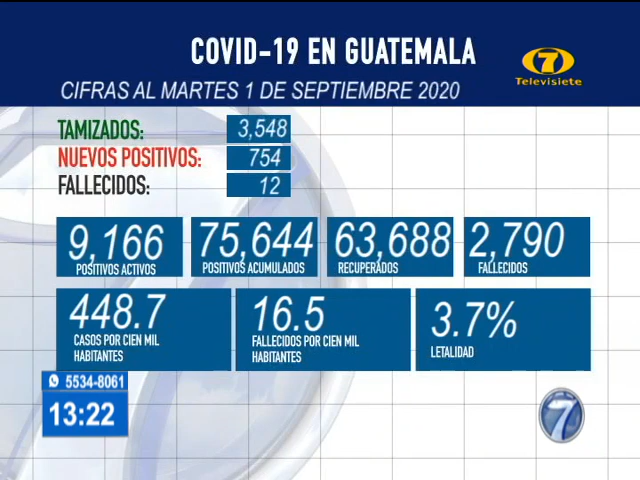 COVID-19 EN GUATEMALA
7
Televisiete
CIFRAS AL MARTES 1 DE SEPTIEMBRE 2020
TAMIZADOS: 3,548
NUEVOS POSITIVOS: 754
FALLECIDOS: 12
9,166 75,644 63,688 2,790
POSITIVOS ACTIVOS POSITIVOS ACUMULADOS RECUPERADOS FALLECIDOS
448.7 16.5 3.7%
CASOS POR CIEN MIL
HABITANTES
FALLECIDOS POR CIEN MIL
HABITANTES
LETALIDAD
5534-8061
13:22
7